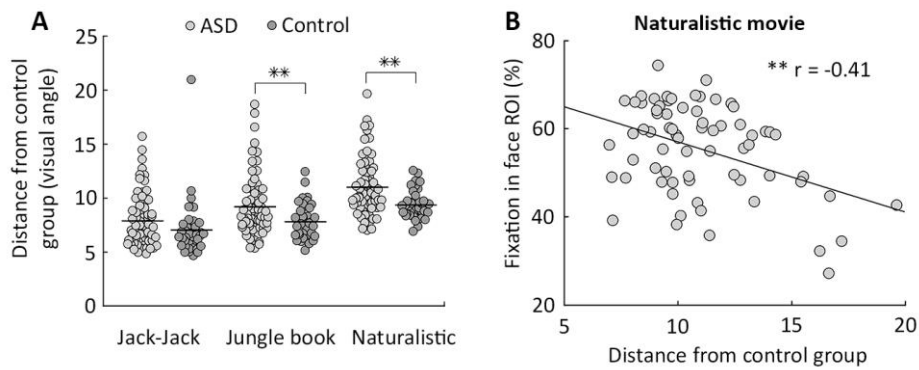 A
ASD
Control
25
20
15
10
5
0
**
**
Distance from control
group (visual angle)
Jack-Jack
Jungle book
Naturalistic
B
Naturalistic movie
** r = -0.41
80
60
40
20
Fixation in face ROI (%)
5
10
15
20
Distance from control group